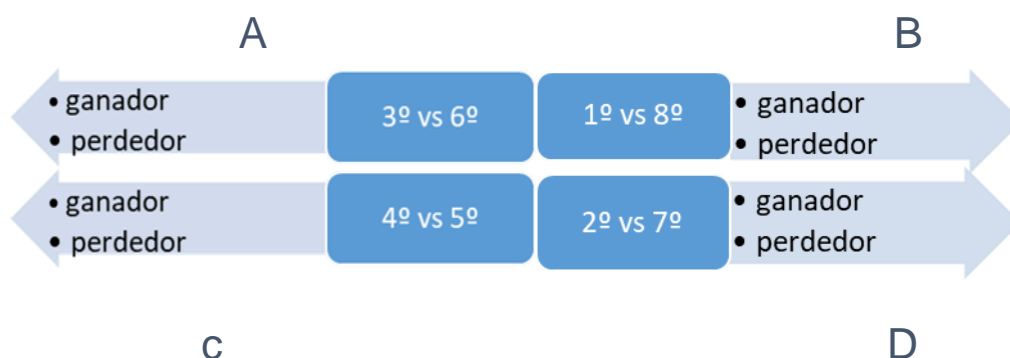 A B
• ganador
• perdedor
3º vs 6º
1º vs 8º
• ganador
• perdedor
• ganador
• perdedor
4º vs 5º
2º vs 7º
• ganador
• perdedor
c D